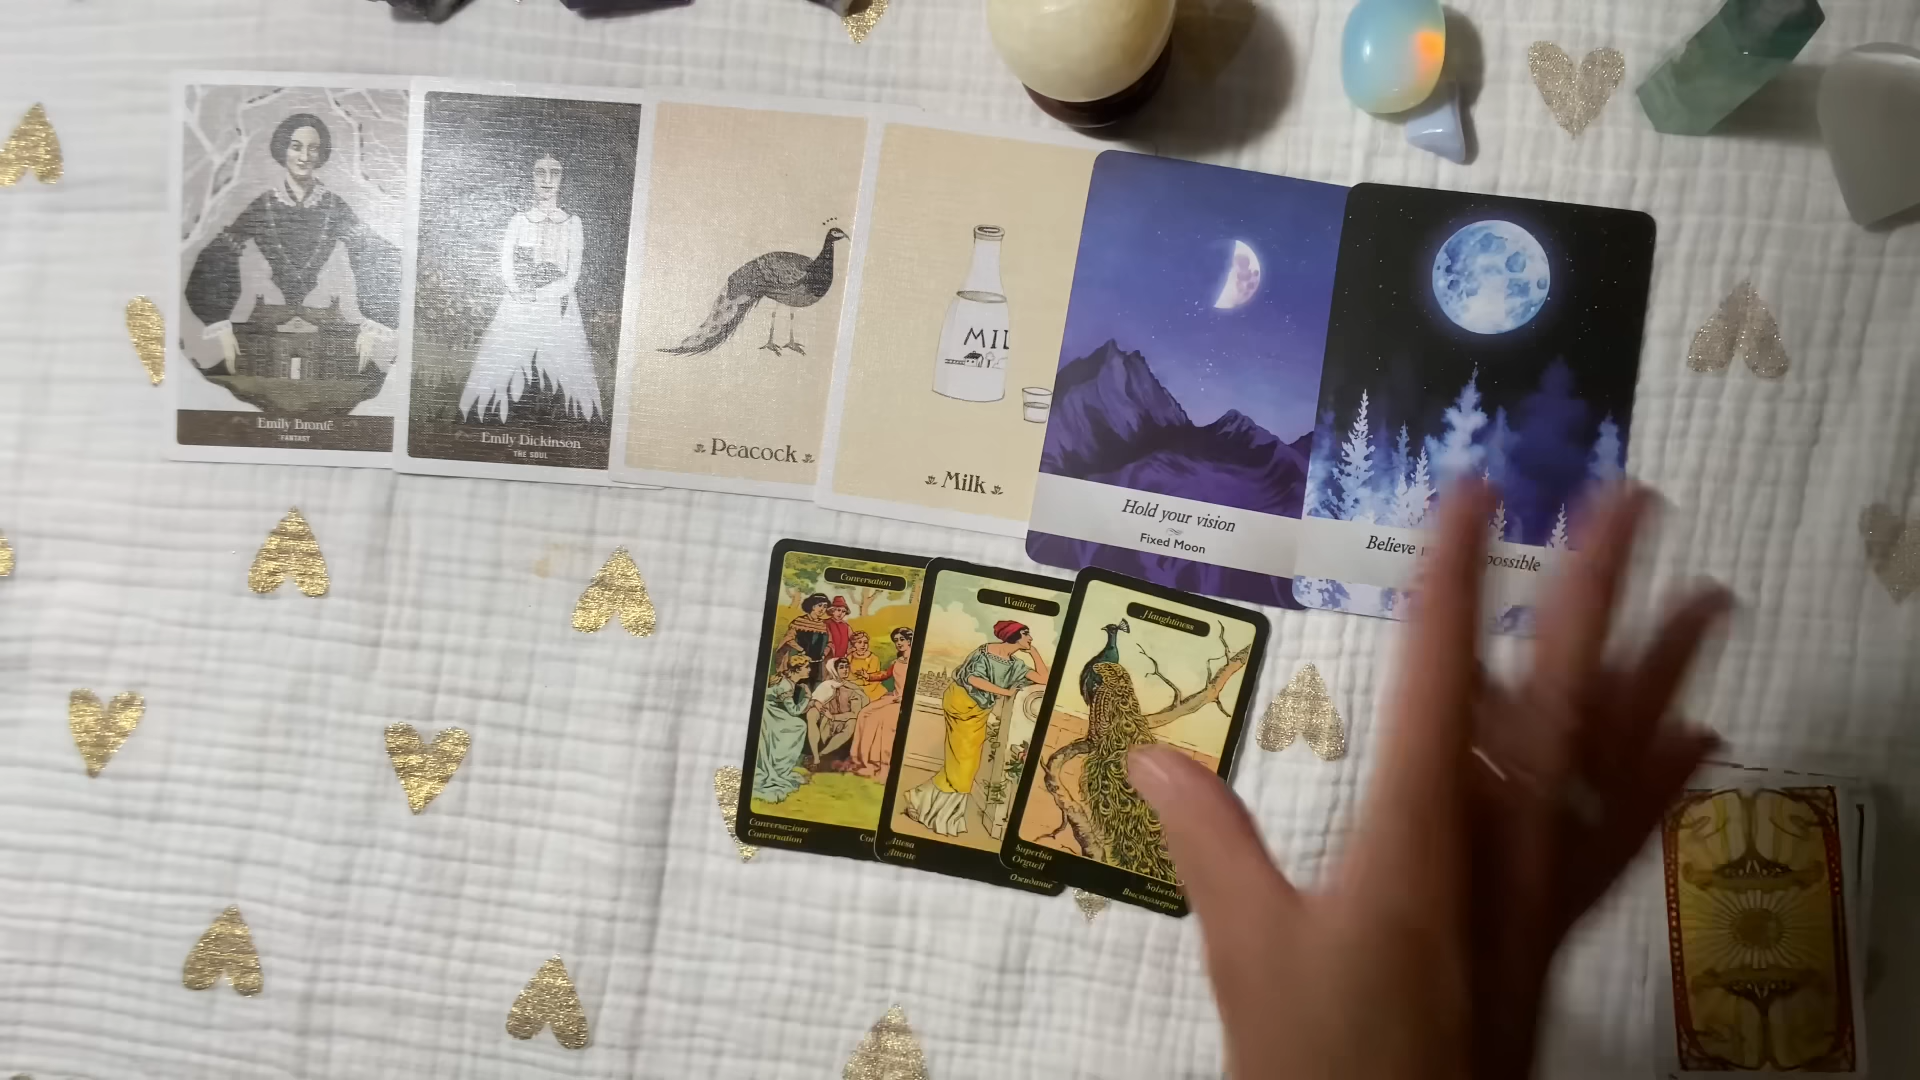 Emily Brontë
FANTASY
Emily Dickinson
THE SOUL
Peacock
MIL
Milk
Hold your vision
Fixed Moon
Believe
possible
Conversation
Conversazione
Conversation
Waiting
Attesa
Attente
Ожидание
Haughtiness
Superbia
Orgueil
Soberbia
Высокомерие